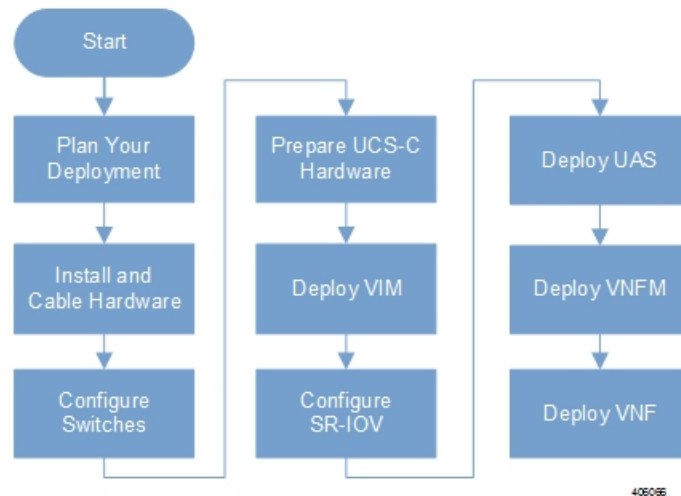 Start
Plan Your
Deployment
Install and
Cable Hardware
Configure
Switches
Prepare UCS-C
Hardware
Deploy VIM
Configure
SR-IOV
Deploy UAS
Deploy VNFM
Deploy VNF